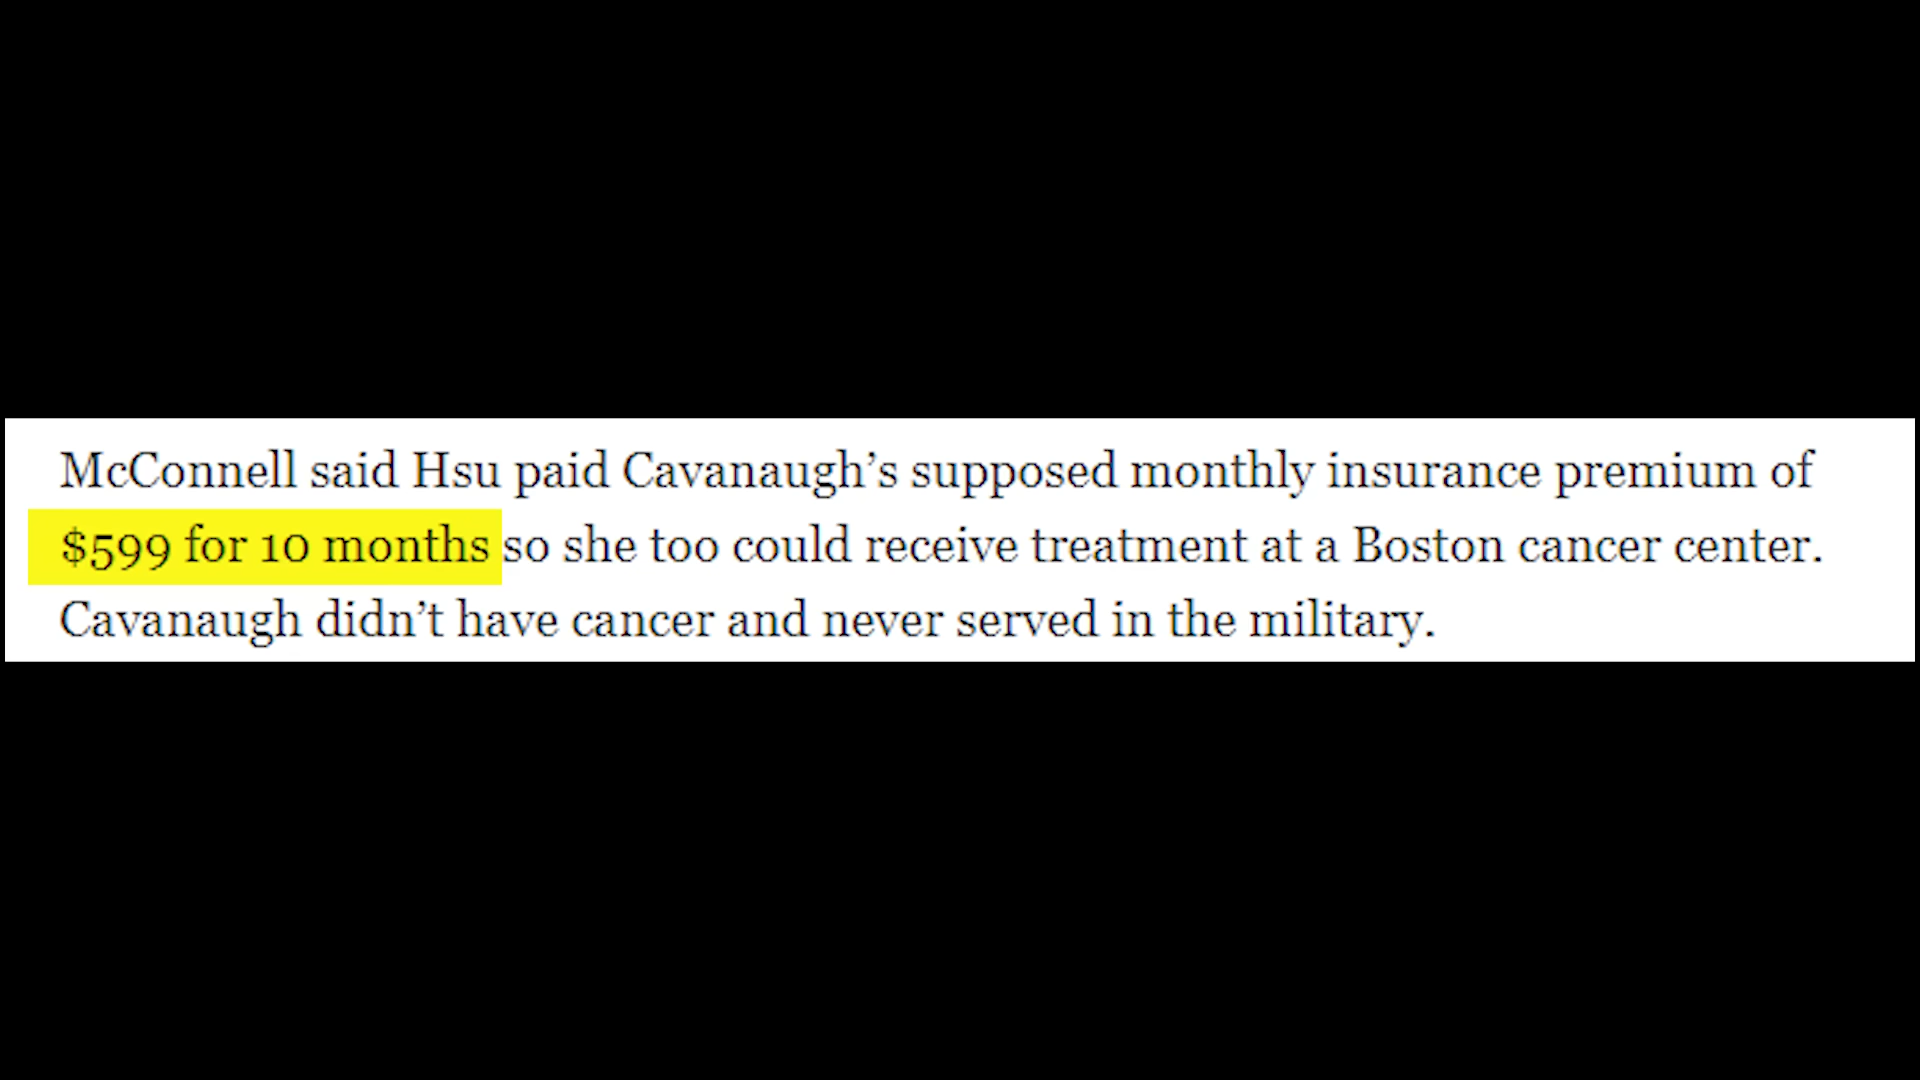 McConnell said Hsu paid Cavanaugh’s supposed monthly insurance premium of
$599 for 10 months so she too could receive treatment at a Boston cancer center.
Cavanaugh didn’t have cancer and never served in the military.